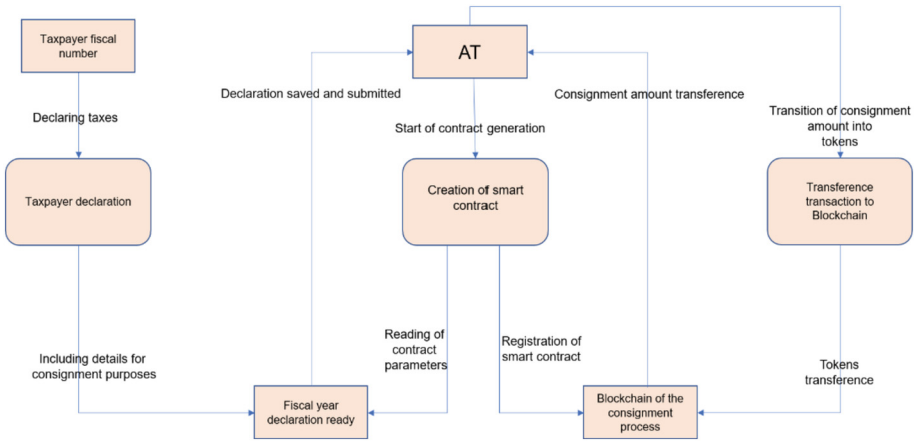 Taxpayer fiscal
number
AT
Declaration saved and submitted
Consignment amount transference
Declaring taxes
Start of contract generation
Transition of consignment
amount into
tokens
Taxpayer declaration
Creation of smart
contract
Transference
transaction to
Blockchain
Including details for
consignment purposes
Reading of
contract
parameters
Registration of
smart contract
Tokens
transference
Fiscal year
declaration ready
Blockchain of the
consignment
process